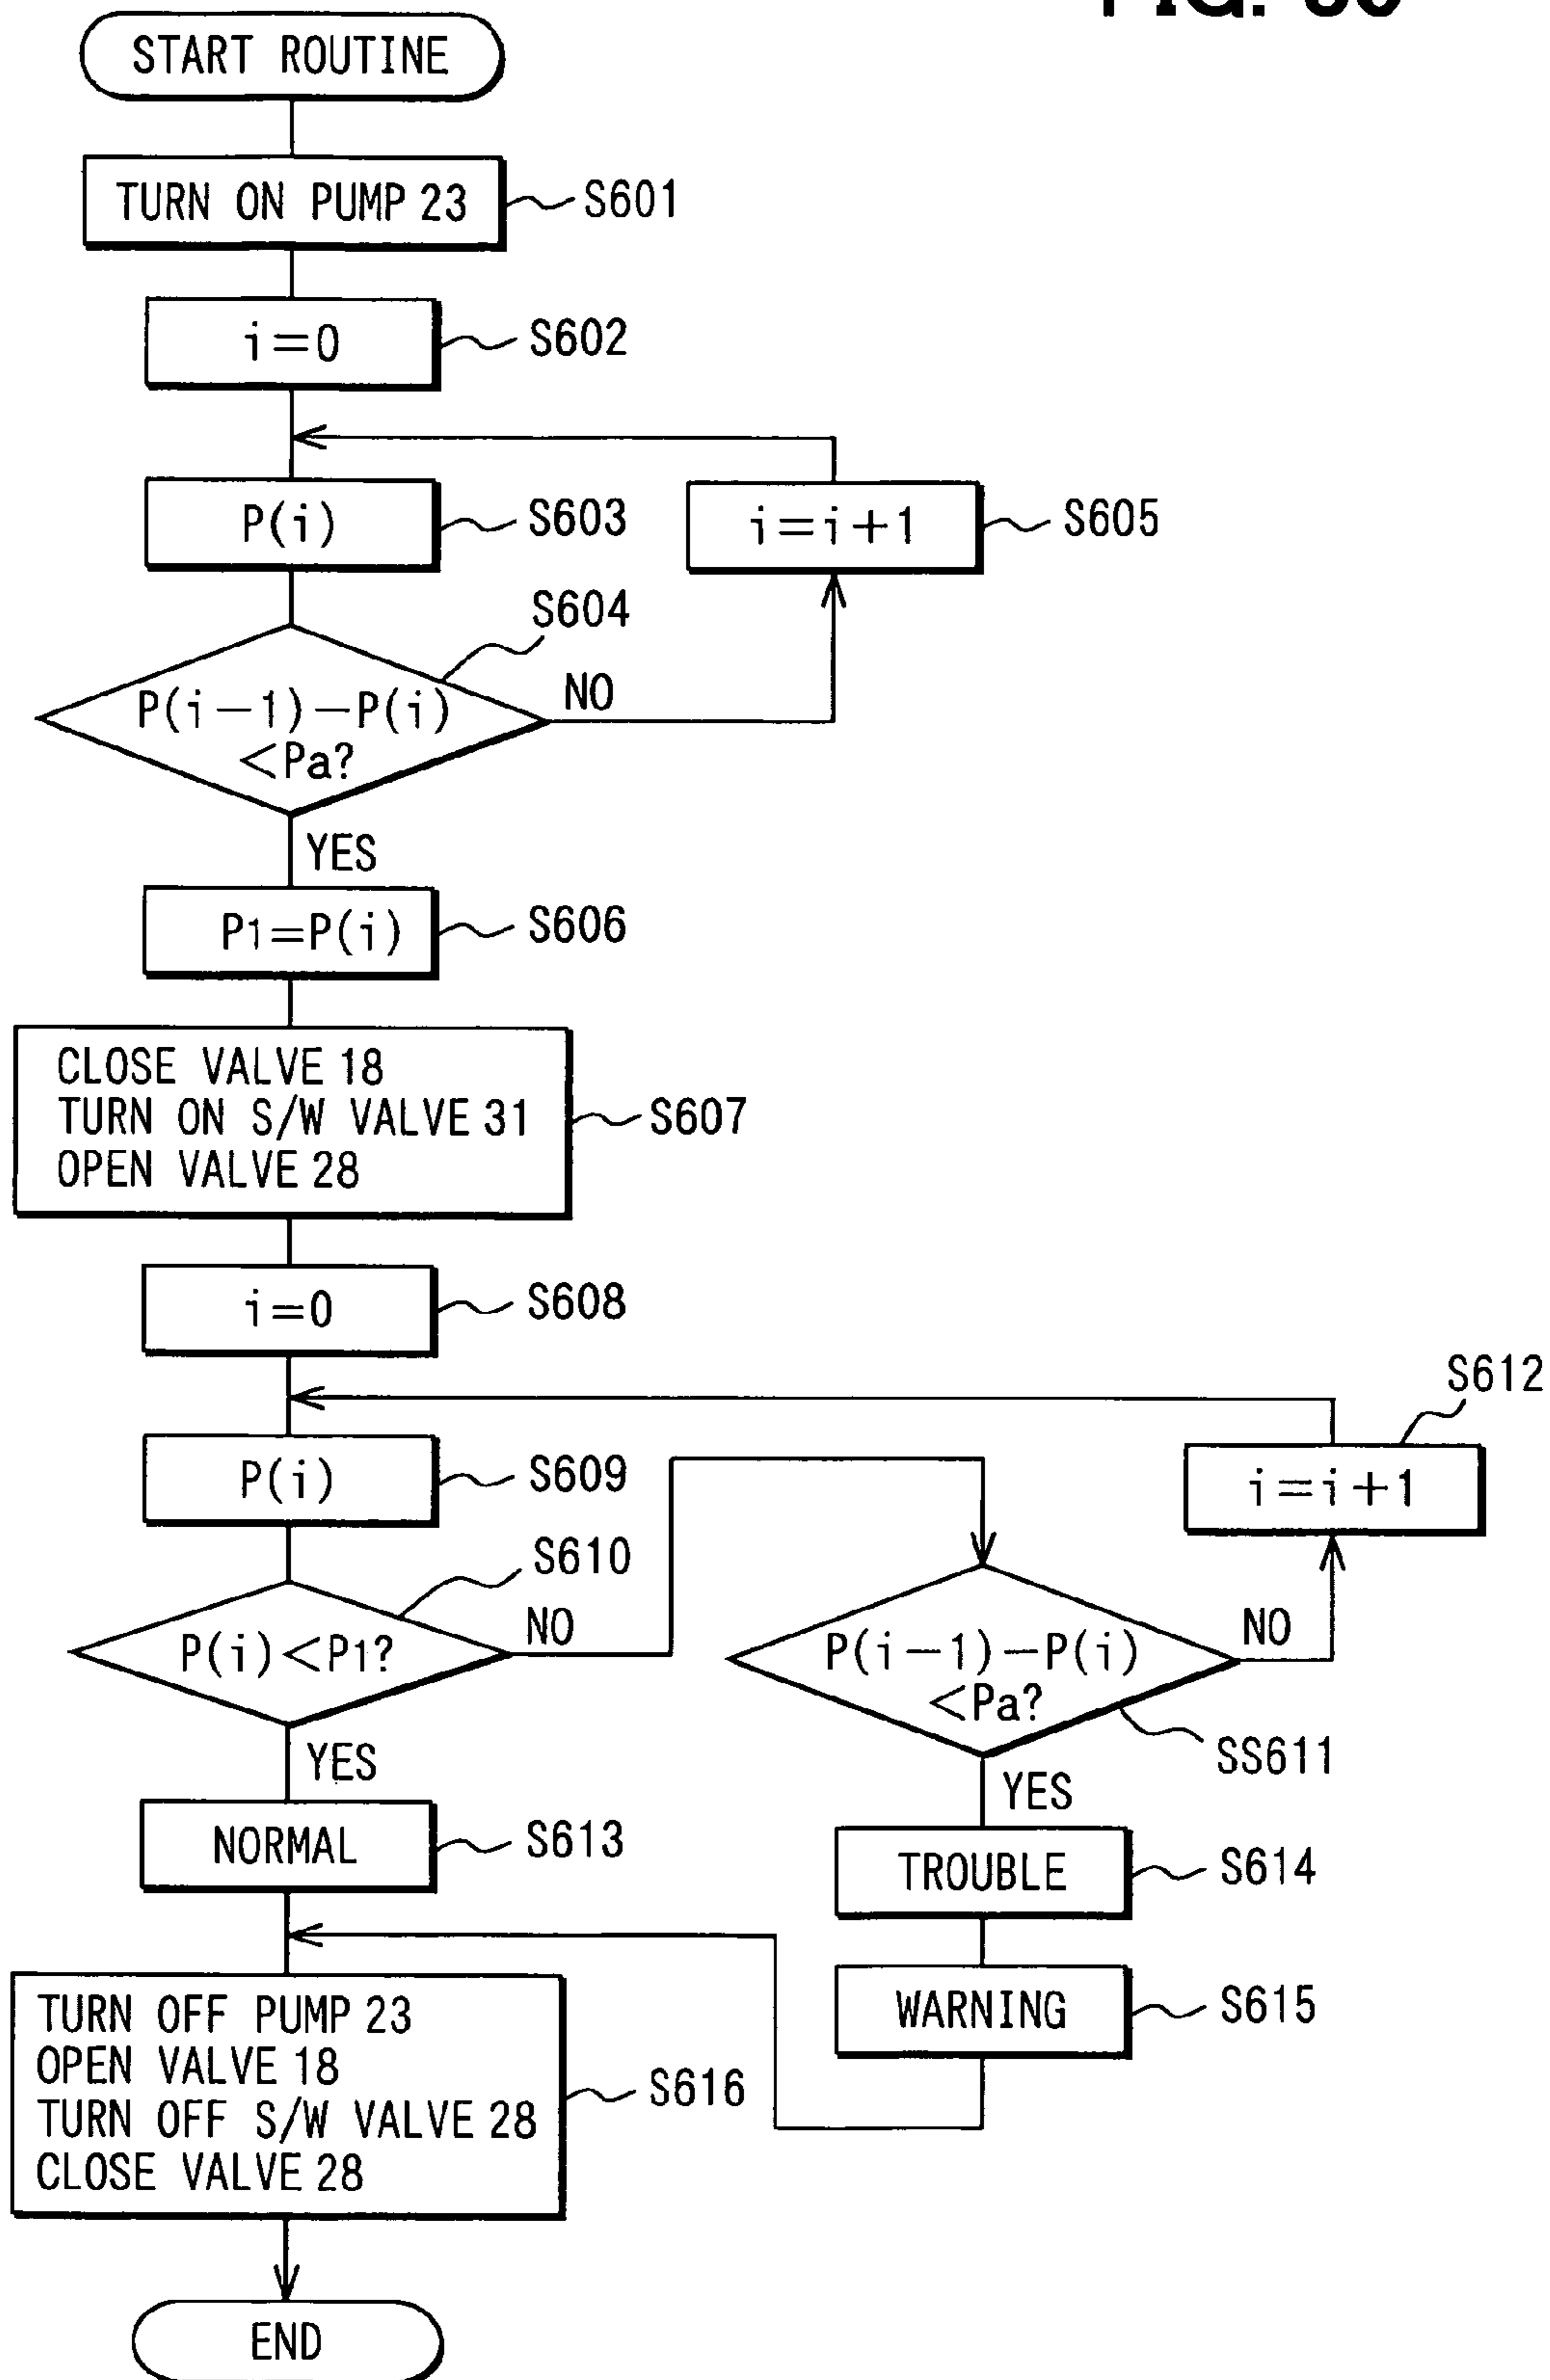 START ROUTINE
TURN ON PUMP 23
S601
i=0
S602
P(i)
S603
i=i+1
S605
S604
P(i-1)-P(i)
<Pa?
NO
YES
P1=P(i)
S606
CLOSE VALVE 18
TURN ON S/W VALVE 31
OPEN VALVE 28
S607
i=0
S608
S612
P(i)
S609
i=i+1
S610
P(i)<P1?
NO
P(i-1)-P(i)
<Pa?
NO
SS611
YES
YES
NORMAL
S613
TROUBLE
S614
WARNING
S615
TURN OFF PUMP 23
OPEN VALVE 18
TURN OFF S/W VALVE 28
CLOSE VALVE 28
S616
END